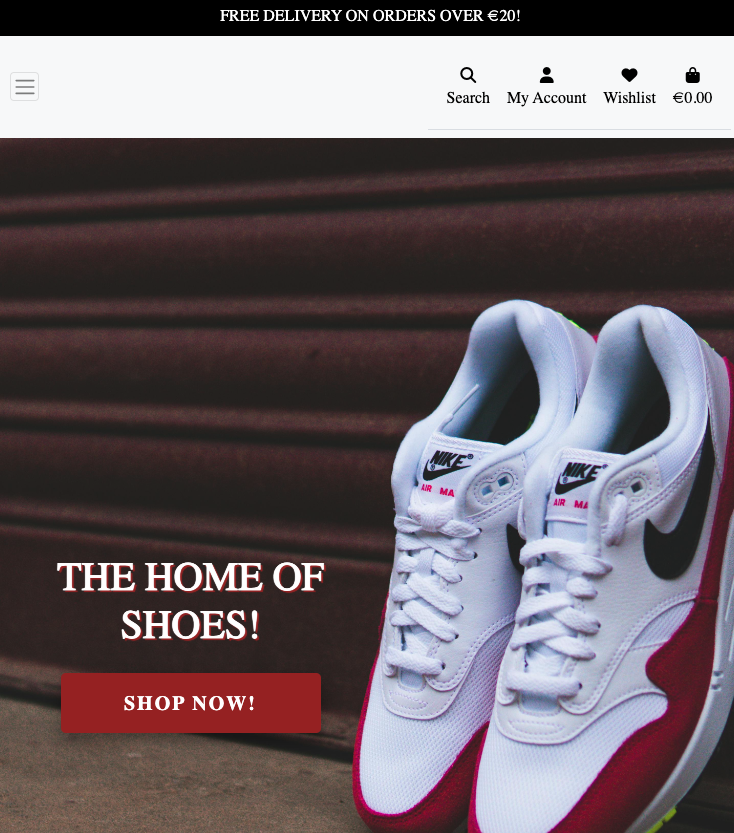 FREE DELIVERY ON ORDERS OVER €20!
Search My Account Wishlist €0.00
NIKE® NIKE®
AIR MA AIR MA
THE HOME OF
SHOES!
SHOP NOW!